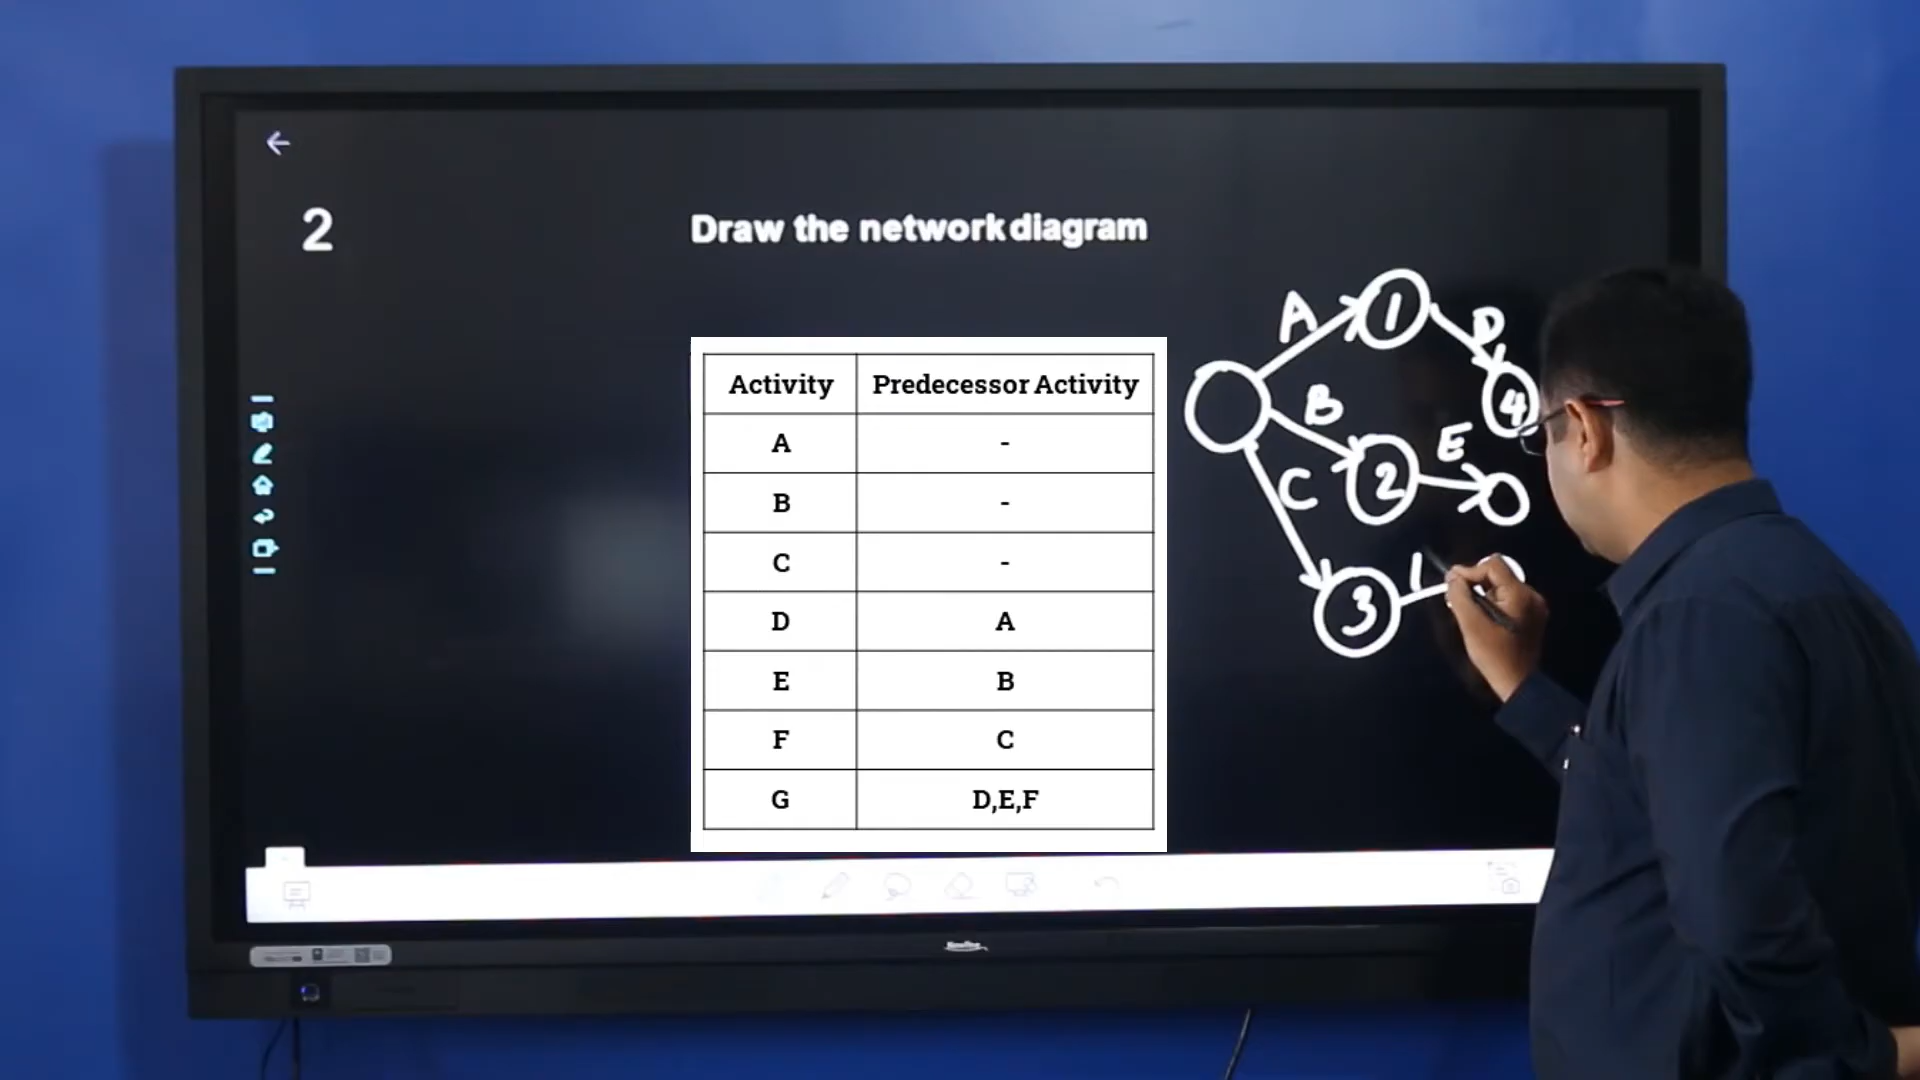 2
Draw the network diagram
Activity Predecessor Activity
A -
B -
C -
D A
E B
F C
G D,E,F
A
1
D
B
4
E
C
2
3